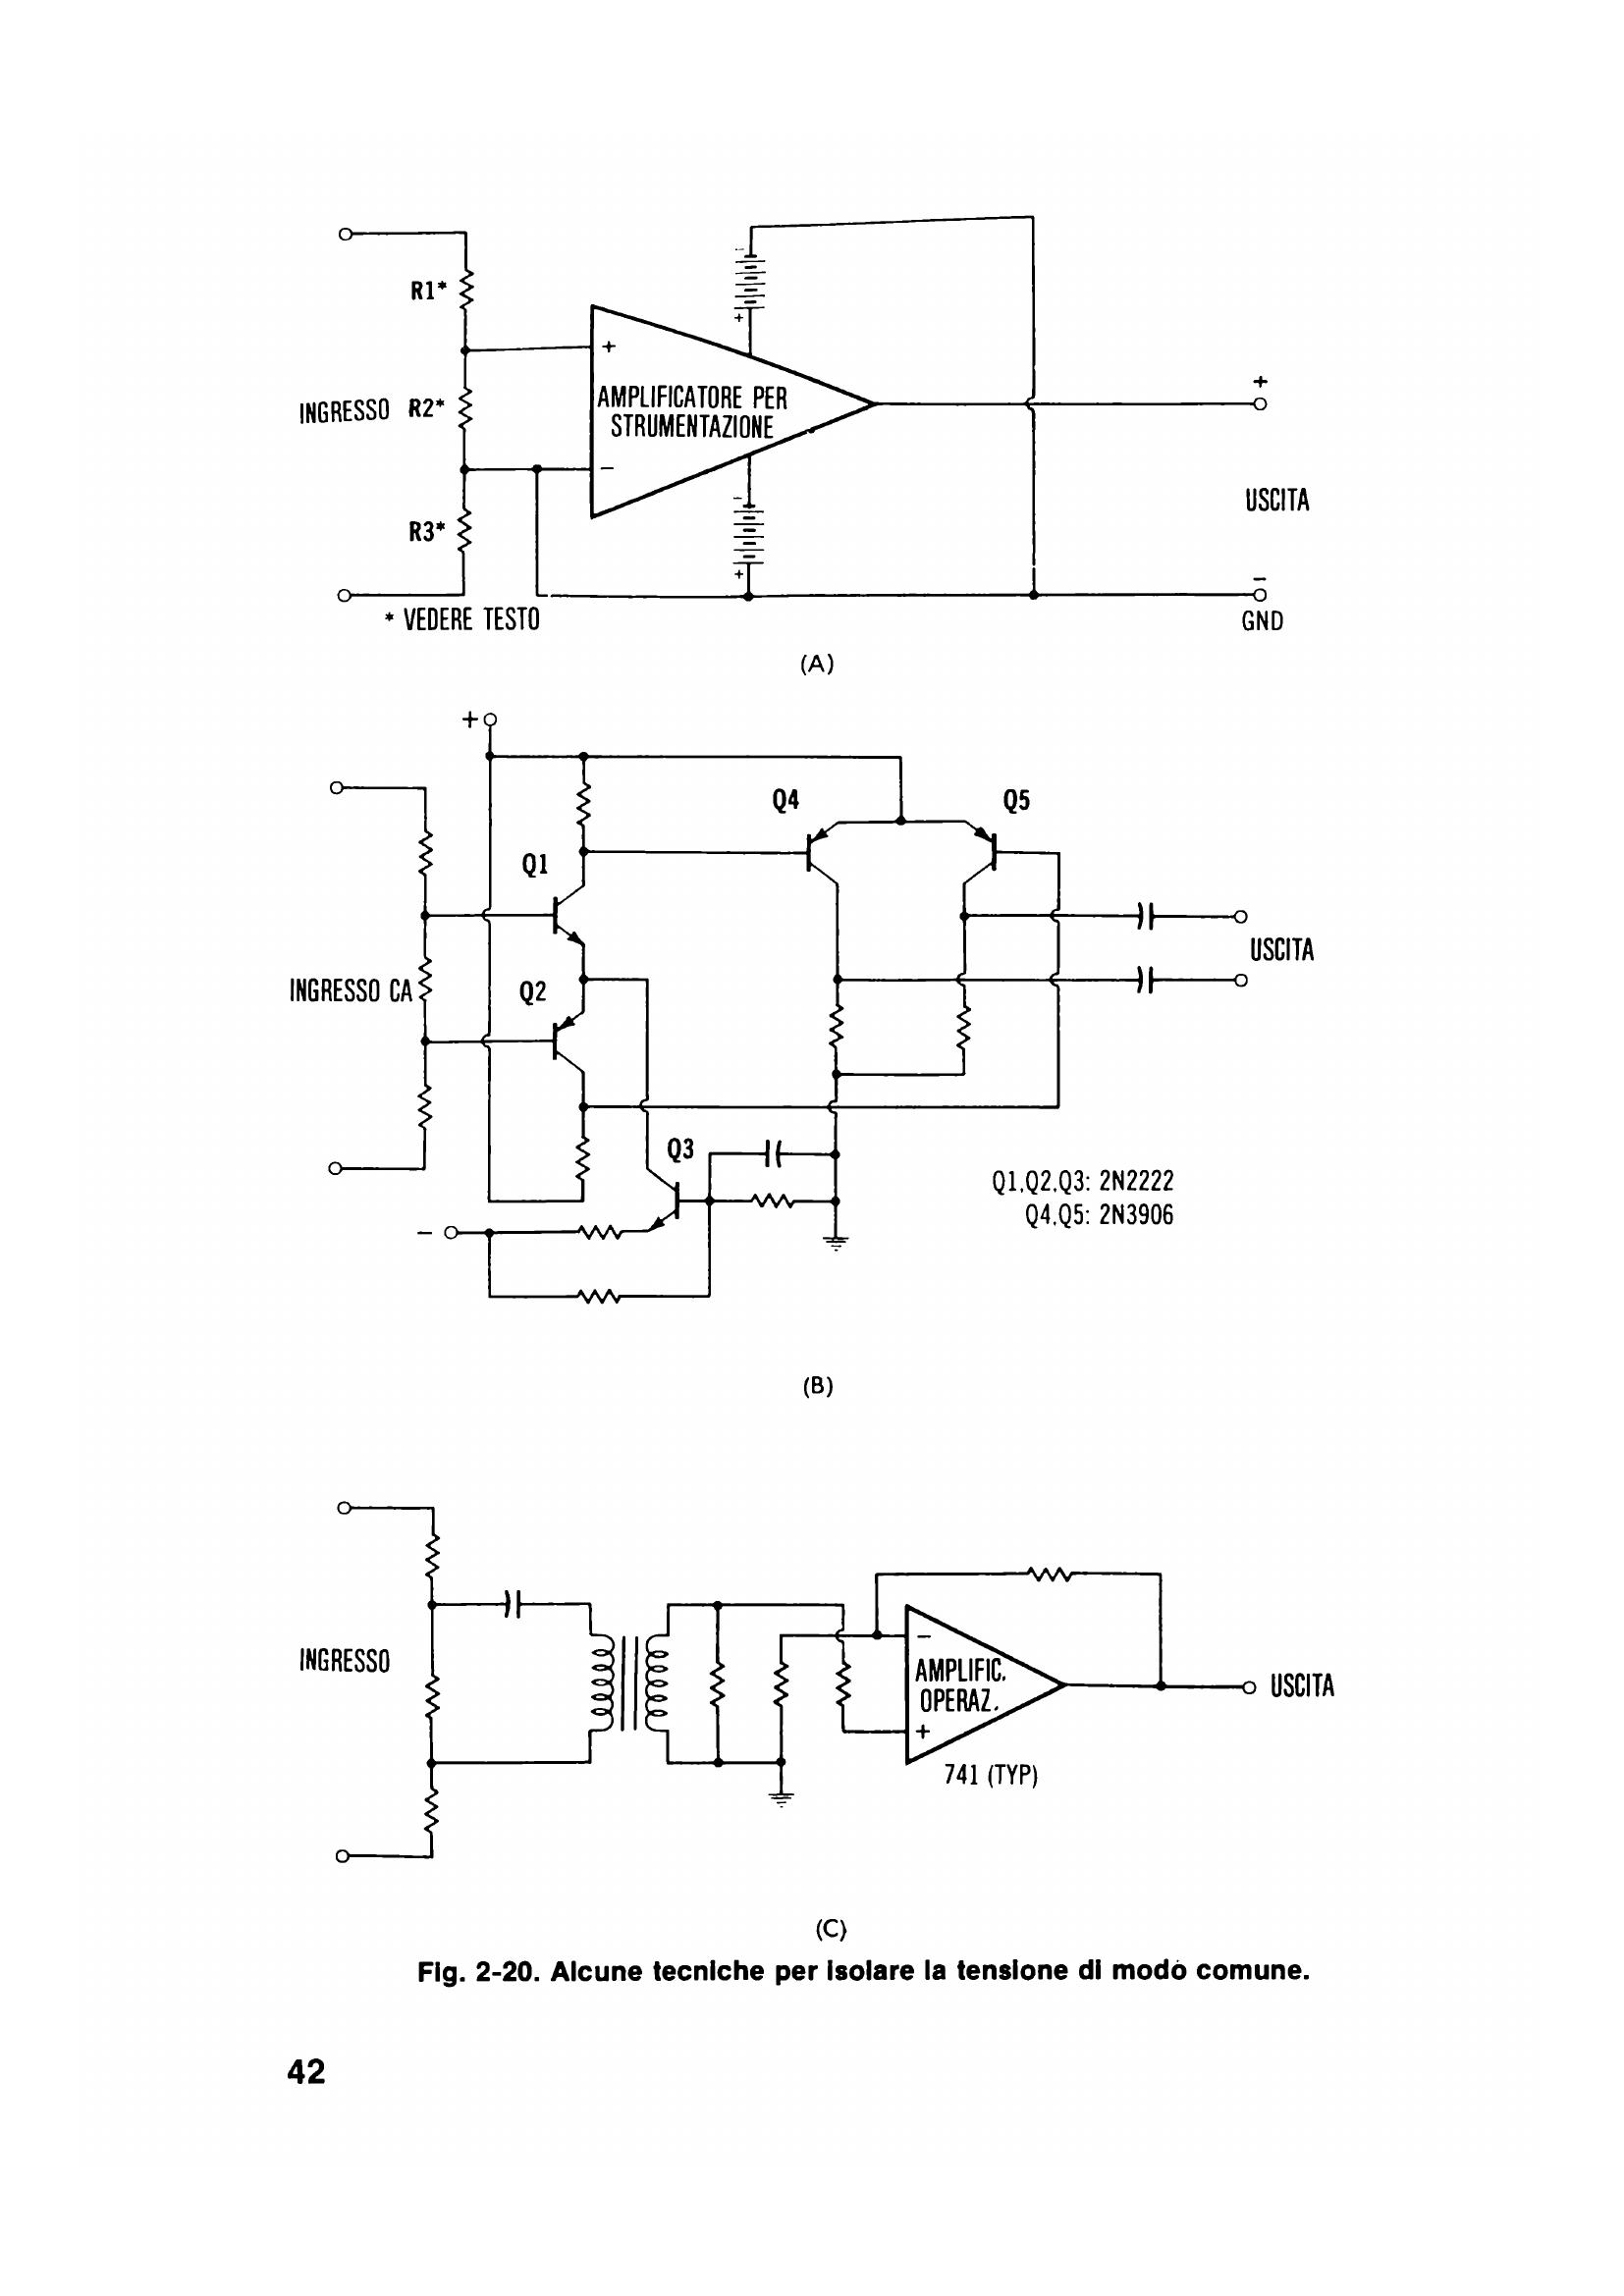 R1*
+
-
+
INGRESSO R2*
AMPLIFICATORE PER
STRUMENTAZIONE
+
-
R3*
-
+
USCITA
-
* VEDERE TESTO
GND
(A)
+
Q4
Q5
Q1
USCITA
INGRESSO CA
Q2
Q3
Q1,Q2,Q3: 2N2222
Q4,Q5: 2N3906
-
(B)
INGRESSO
-
AMPLIFIC.
OPERAZ.
+
USCITA
741 (TYP)
(C)
Fig. 2-20. Alcune tecniche per isolare la tensione di modo comune.
42